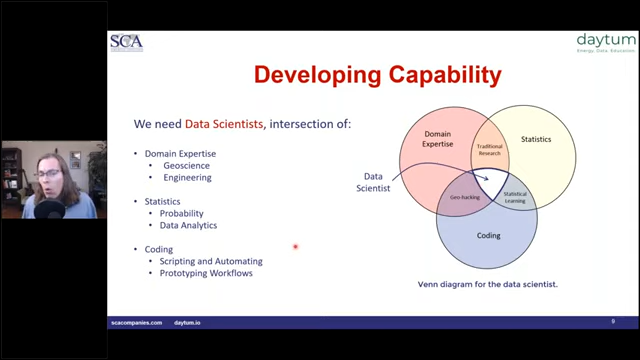 SCA
daytum
Energy, Data, Education
Developing Capability
We need Data Scientists, intersection of:
• Domain Expertise
• Geoscience
• Engineering
• Statistics
• Probability
• Data Analytics
• Coding
• Scripting and Automating
• Prototyping Workflows
Domain
Expertise
Statistics
Traditional
Research
Data
Scientist
Geo-hacking
Statistical
Learning
Coding
Venn diagram for the data scientist.
scacompanies.com daytum.io
9